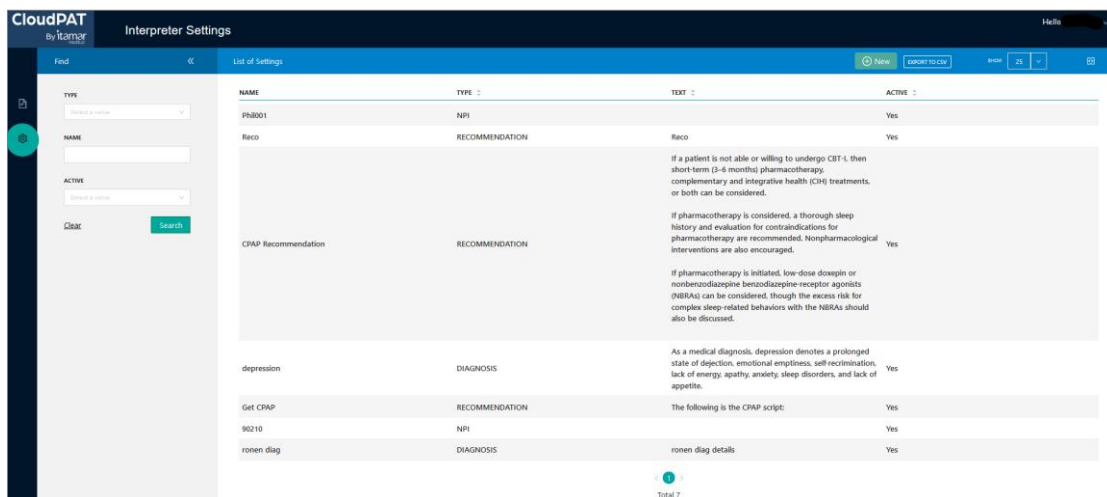 CloudPAT
By itamar
Interpreter Settings
Hello
Find
List of Settings
New
EXPORT TO CSV
SHOW
25
TYPE
Select a value
NAME
ACTIVE
Select a value
Clear
Search
NAME TYPE TEXT ACTIVE
Phil001 NPI Yes
Reco RECOMMENDATION Reco Yes
If a patient is not able or willing to undergo CBT-I, then
short-term (3–6 months) pharmacotherapy,
complementary and integrative health (CIH) treatments,
or both can be considered.
If pharmacotherapy is considered, a thorough sleep
history and evaluation for contraindications for
pharmacotherapy are recommended. Nonpharmacological
CPAP Recommendation RECOMMENDATION Yes
interventions are also encouraged.
If pharmacotherapy is initiated, low-dose doxepin or
nonbenzodiazepine benzodiazepine-receptor agonists
(NBRAs) can be considered, though the excess risk for
complex sleep-related behaviors with the NBRAs should
also be discussed.
As a medical diagnosis, depression denotes a prolonged
state of dejection, emotional emptiness, self-recrimination,
depression DIAGNOSIS Yes
lack of energy, apathy, anxiety, sleep disorders, and lack of
appetite.
Get CPAP RECOMMENDATION The following is the CPAP script: Yes
90210 NPI Yes
ronen diag DIAGNOSIS ronen diag details Yes
1
Total 7